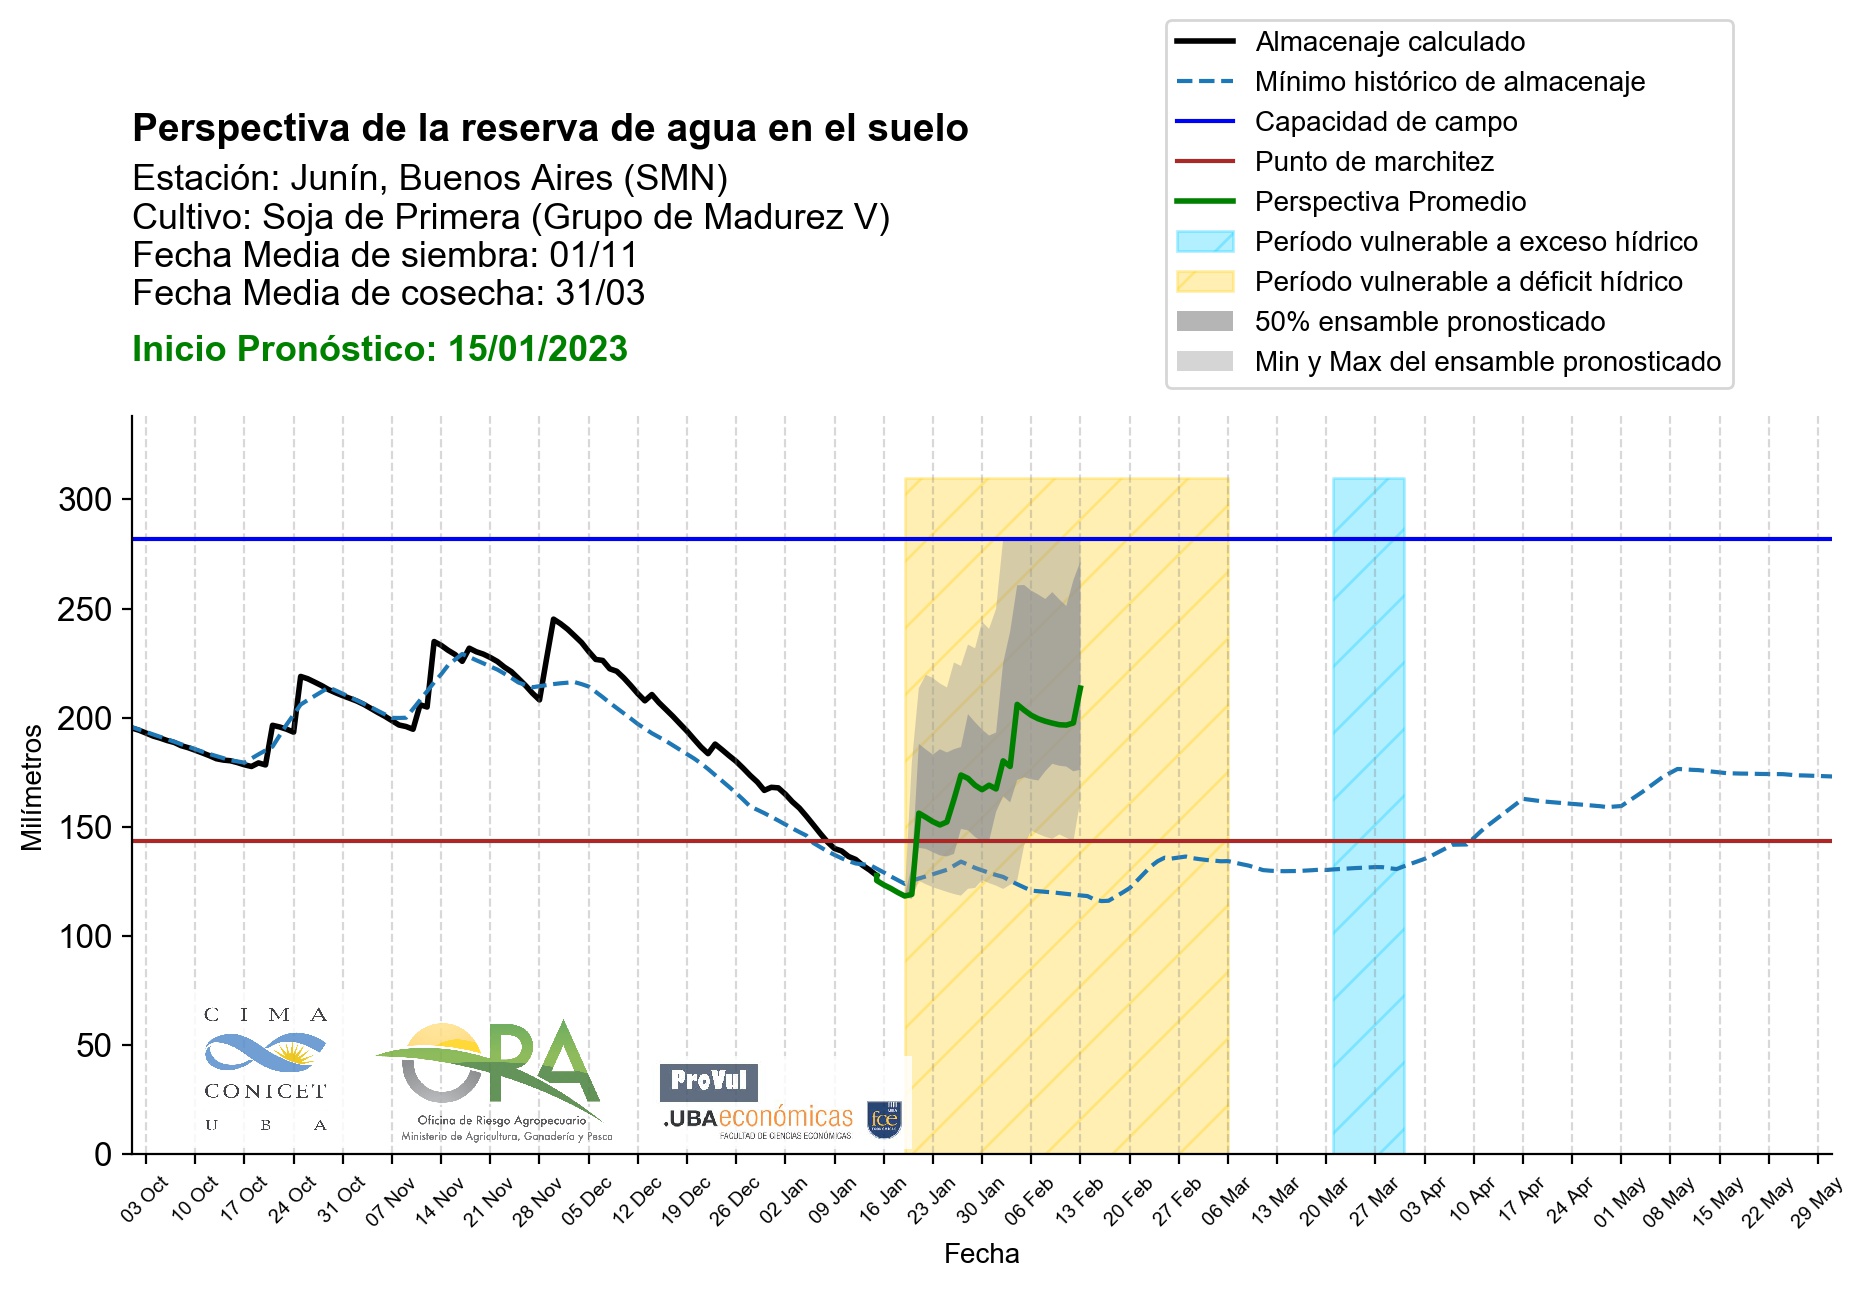 Almacenaje calculado
Mínimo histórico de almacenaje
Capacidad de campo
Punto de marchitez
Perspectiva Promedio
Período vulnerable a exceso hídrico
Período vulnerable a déficit hídrico
50% ensamble pronosticado
Min y Max del ensamble pronosticado
Perspectiva de la reserva de agua en el suelo
Estación: Junín, Buenos Aires (SMN)
Cultivo: Soja de Primera (Grupo de Madurez V)
Fecha Media de siembra: 01/11
Fecha Media de cosecha: 31/03
Inicio Pronóstico: 15/01/2023
Milímetros
300
250
200
150
100
50
0
CIMA
CONICET
UBA
ORA
Oficina de Riesgo Agropecuario
Ministerio de Agricultura, Ganadería y Pesca
ProVul
.UBAeconómicas
FACULTAD DE CIENCIAS ECONÓMICAS
fce
03 Oct
10 Oct
17 Oct
24 Oct
31 Oct
07 Nov
14 Nov
21 Nov
28 Nov
05 Dec
12 Dec
19 Dec
26 Dec
02 Jan
09 Jan
16 Jan
23 Jan
30 Jan
06 Feb
13 Feb
20 Feb
27 Feb
06 Mar
13 Mar
20 Mar
27 Mar
03 Apr
10 Apr
17 Apr
24 Apr
01 May
08 May
15 May
22 May
29 May
Fecha